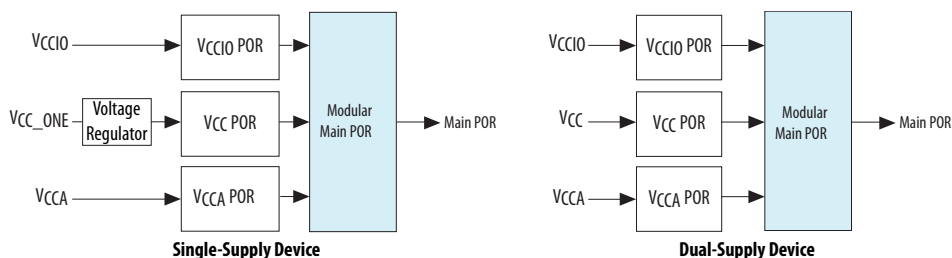 VCCIO
VCCIO POR
VCC_ONE
Voltage
Regulator
VCC POR
VCCA
VCCA POR
Modular
Main POR
Main POR
Single-Supply Device
VCCIO
VCCIO POR
VCC
VCC POR
VCCA
VCCA POR
Modular
Main POR
Main POR
Dual-Supply Device